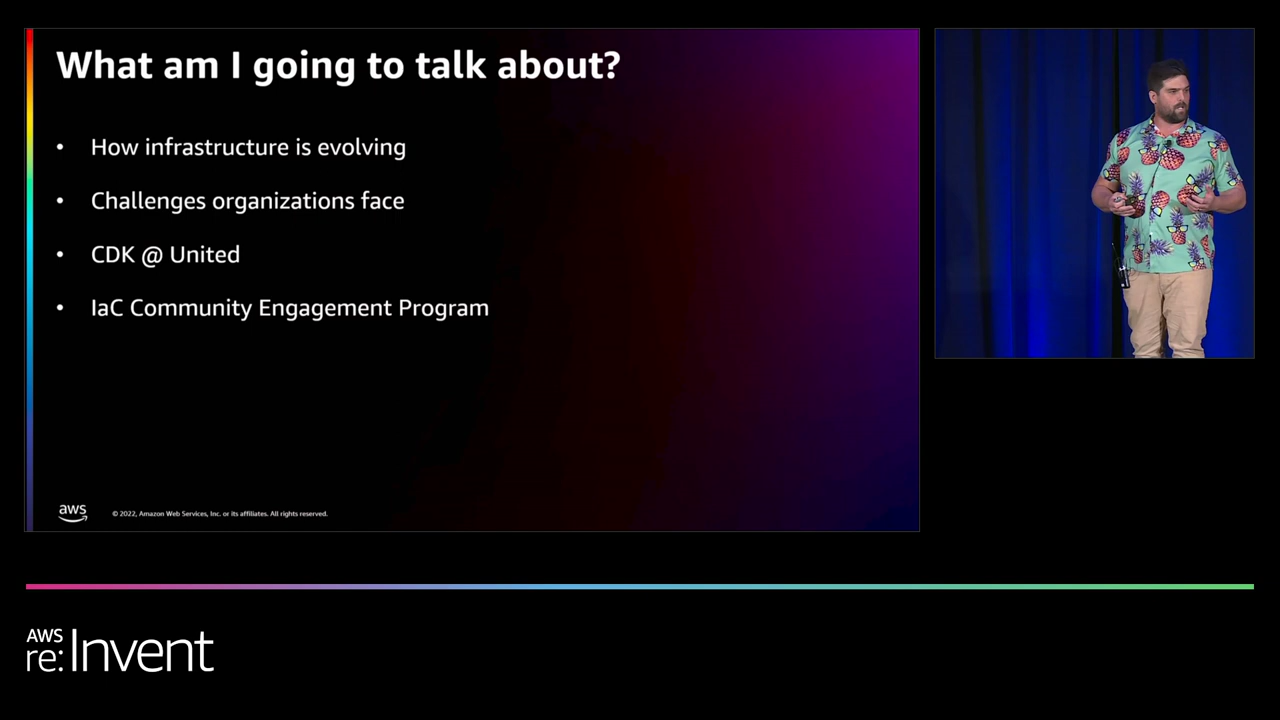 What am I going to talk about?
• How infrastructure is evolving
• Challenges organizations face
• CDK @ United
• IaC Community Engagement Program
aws
© 2022, Amazon Web Services, Inc. or its affiliates. All rights reserved.
AWS
re:Invent